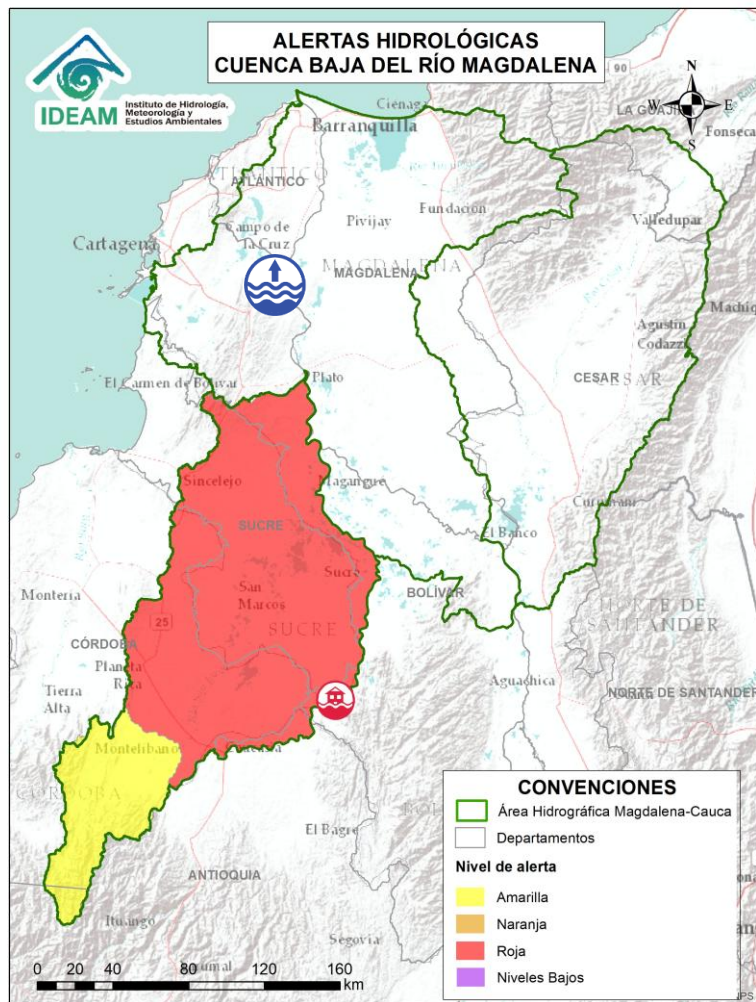 ALERTAS HIDROLÓGICAS
CUENCA BAJA DEL RÍO MAGDALENA
IDEAM
Instituto de Hidrología,
Meteorología y
Estudios Ambientales
N
W
E
S
90
LA GUAJI
Fonseca
Ciénaga
Barranquilla
ATLÁNTICO
Fundación
Pivijay
Valledupar
Campo de
la Cruz
Cartagena
MAGDALENA
MAGDALENA
Machiq
Agustín
Codazzi
El Carmen de Bolívar
Plato
CESAR
CESAR
Sincelejo
Magangué
Curumaní
SUCRE
El Banco
Sucre
San
Marcos
BOLÍVAR
Montería
NORTE DE
SANTANDER
25
SUCRE
CÓRDOBA
Planeta
Rica
Aguachica
Tierra
Alta
NORTE DE SANTANDER
Montelíbano
CÓRDOBA
El Bagre
ANTIOQUIA
Ituango
Segovia
CONVENCIONES
Área Hidrográfica Magdalena-Cauca
Departamentos
Nivel de alerta
Amarilla
Naranja
Roja
Niveles Bajos
0 20 40 80 120 160
km